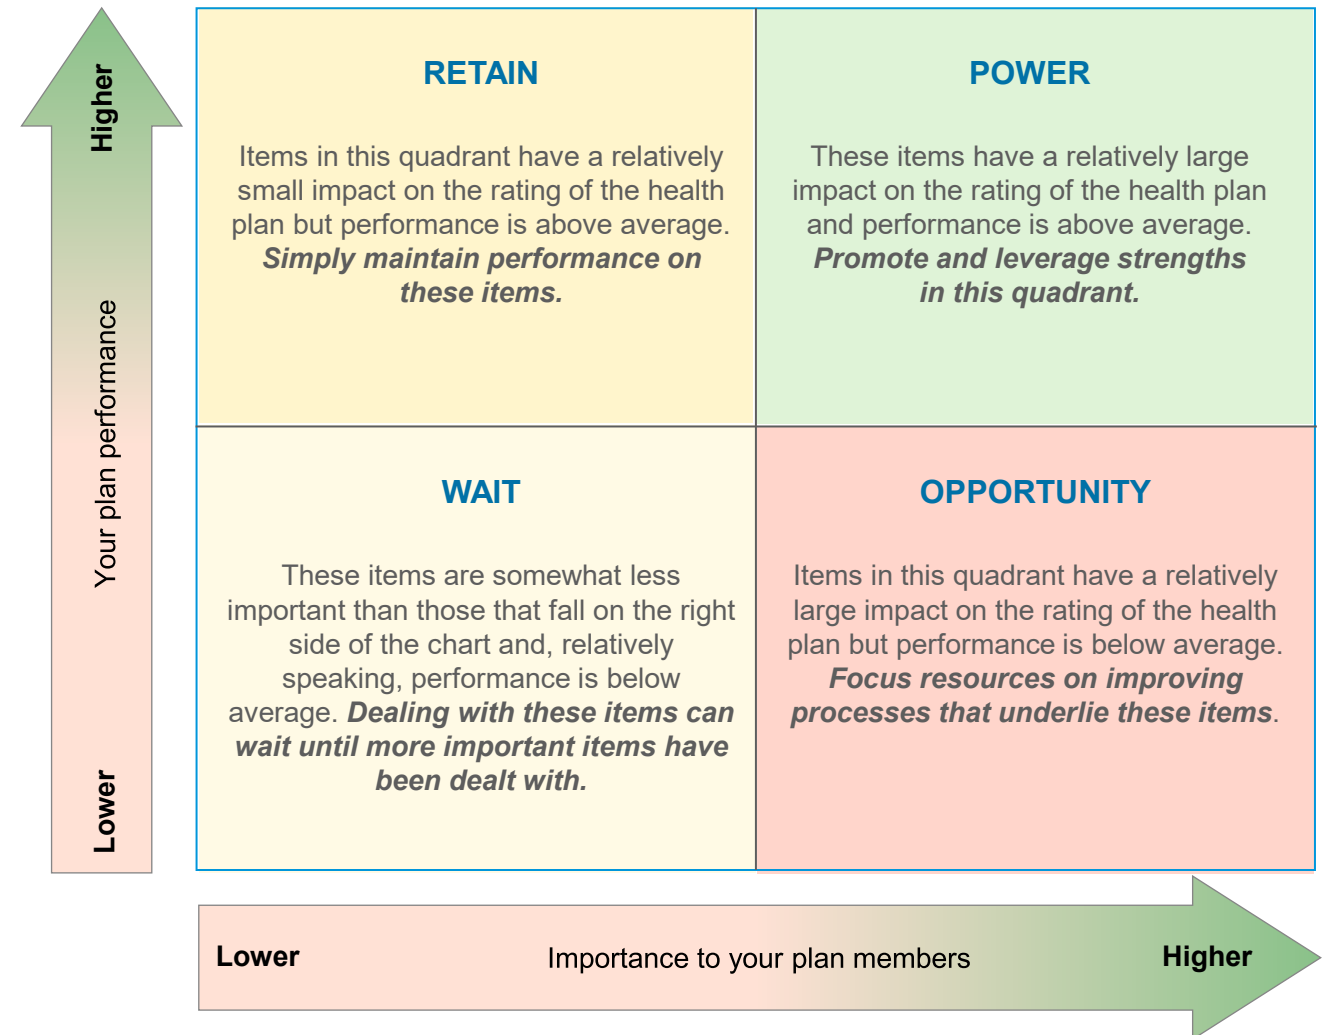 Higher
Your plan performance
Lower
RETAIN
Items in this quadrant have a relatively
small impact on the rating of the health
plan but performance is above average.
Simply maintain performance on
these items.
POWER
These items have a relatively large
impact on the rating of the health plan
and performance is above average.
Promote and leverage strengths
in this quadrant.
WAIT
These items are somewhat less
important than those that fall on the right
side of the chart and, relatively
speaking, performance is below
average. Dealing with these items can
wait until more important items have
been dealt with.
OPPORTUNITY
Items in this quadrant have a relatively
large impact on the rating of the health
plan but performance is below average.
Focus resources on improving
processes that underlie these items.
Lower
Importance to your plan members
Higher